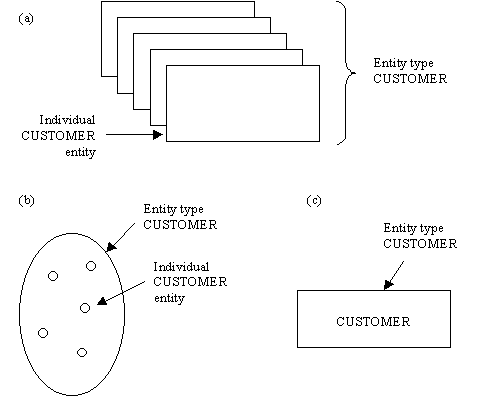 (a)
Entity type
CUSTOMER
Individual
CUSTOMER
entity
(b)
Entity type
CUSTOMER
Individual
CUSTOMER
entity
(c)
Entity type
CUSTOMER
CUSTOMER